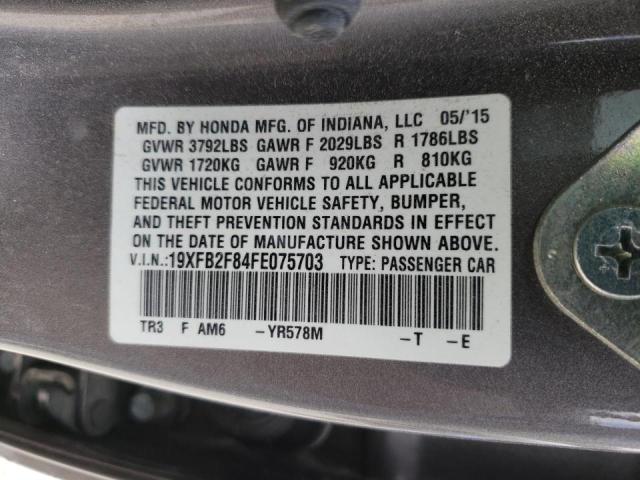 MFD. BY HONDA MFG. OF INDIANA, LLC 05/'15
GVWR 3792LBS GAWR F 2029LBS R 1786LBS
GVWR 1720KG GAWR F 920KG R 810KG
THIS VEHICLE CONFORMS TO ALL APPLICABLE
FEDERAL MOTOR VEHICLE SAFETY, BUMPER,
AND THEFT PREVENTION STANDARDS IN EFFECT
ON THE DATE OF MANUFACTURE SHOWN ABOVE.
V.I.N.:19XFB2F84FE075703 TYPE: PASSENGER CAR
TR3 F AM6 –YR578M –T –E